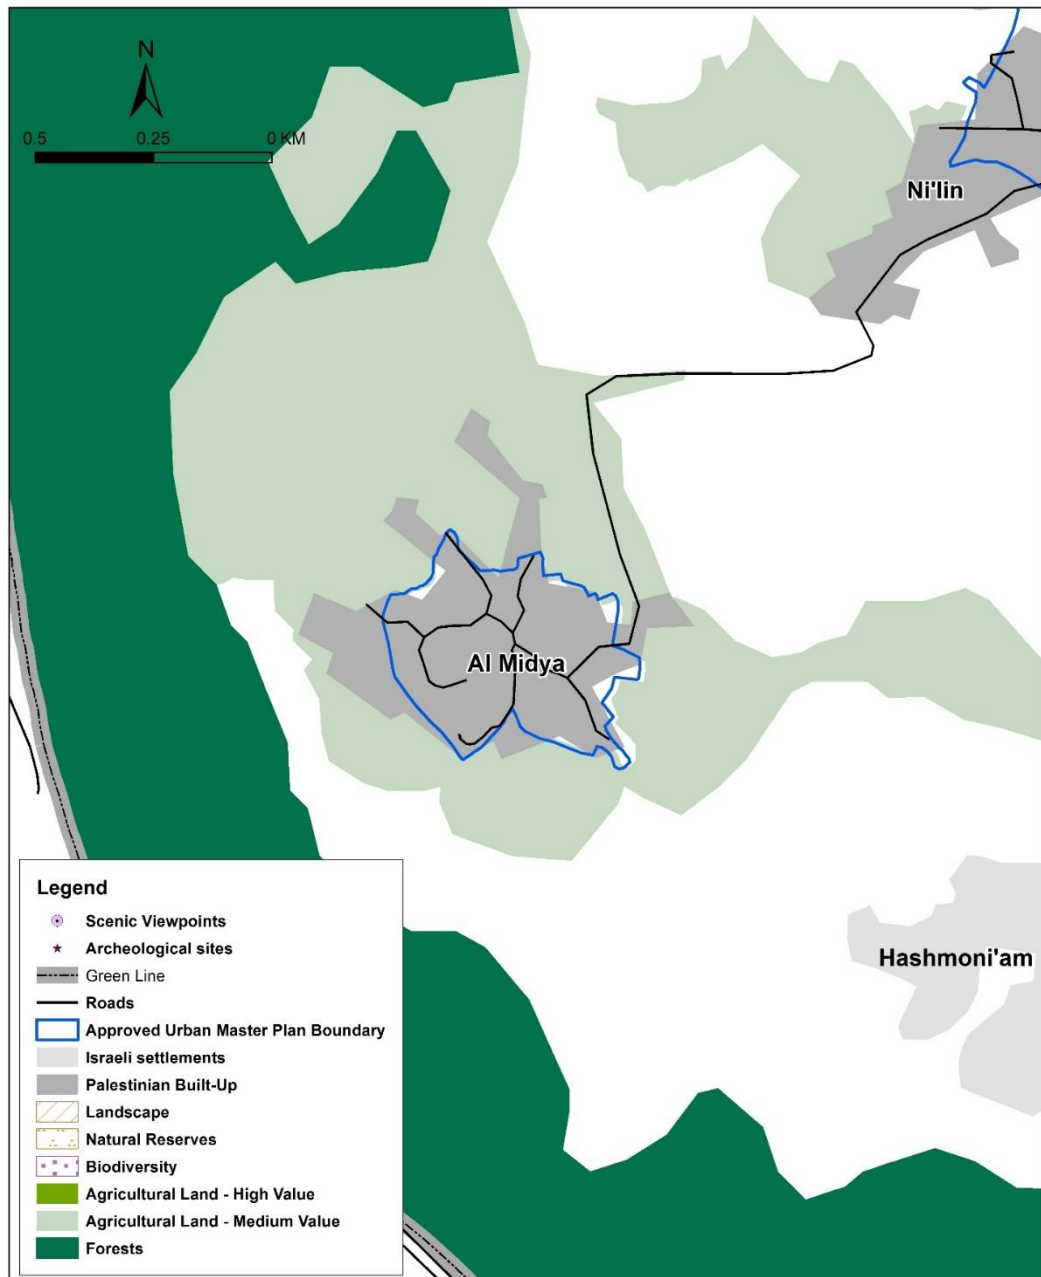 N
0.5 0.25 0 KM
Ni'lin
Al Midya
Hashmoni'am
Legend
Scenic Viewpoints
Archeological sites
Green Line
Roads
Approved Urban Master Plan Boundary
Israeli settlements
Palestinian Built-Up
Landscape
Natural Reserves
Biodiversity
Agricultural Land - High Value
Agricultural Land - Medium Value
Forests